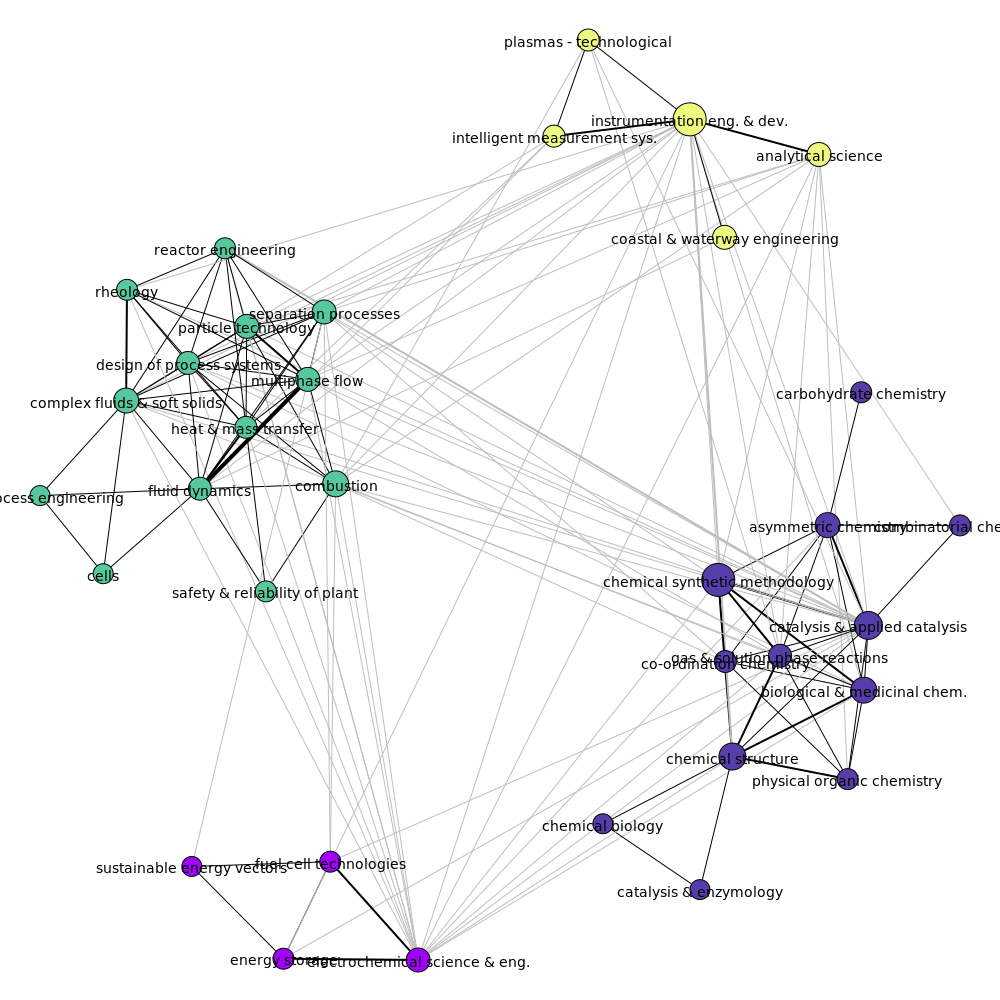 plasmas - technological
instrumentation eng. & dev.
intelligent measurement sys.
analytical science
coastal & waterway engineering
reactor engineering
rheology
separation processes
particle technology
design of process systems
multiphase flow
carbohydrate chemistry
complex fluids & soft solids
heat & mass transfer
combustion
fluid dynamics
ocess engineering
asymmetric chemistry
combinatorial che
cells
chemical synthetic methodology
safety & reliability of plant
catalysis & applied catalysis
gas & solution phase reactions
co-ordination chemistry
biological & medicinal chem.
chemical structure
physical organic chemistry
chemical biology
fuel cell technologies
sustainable energy vectors
catalysis & enzymology
energy storage
electrochemical science & eng.